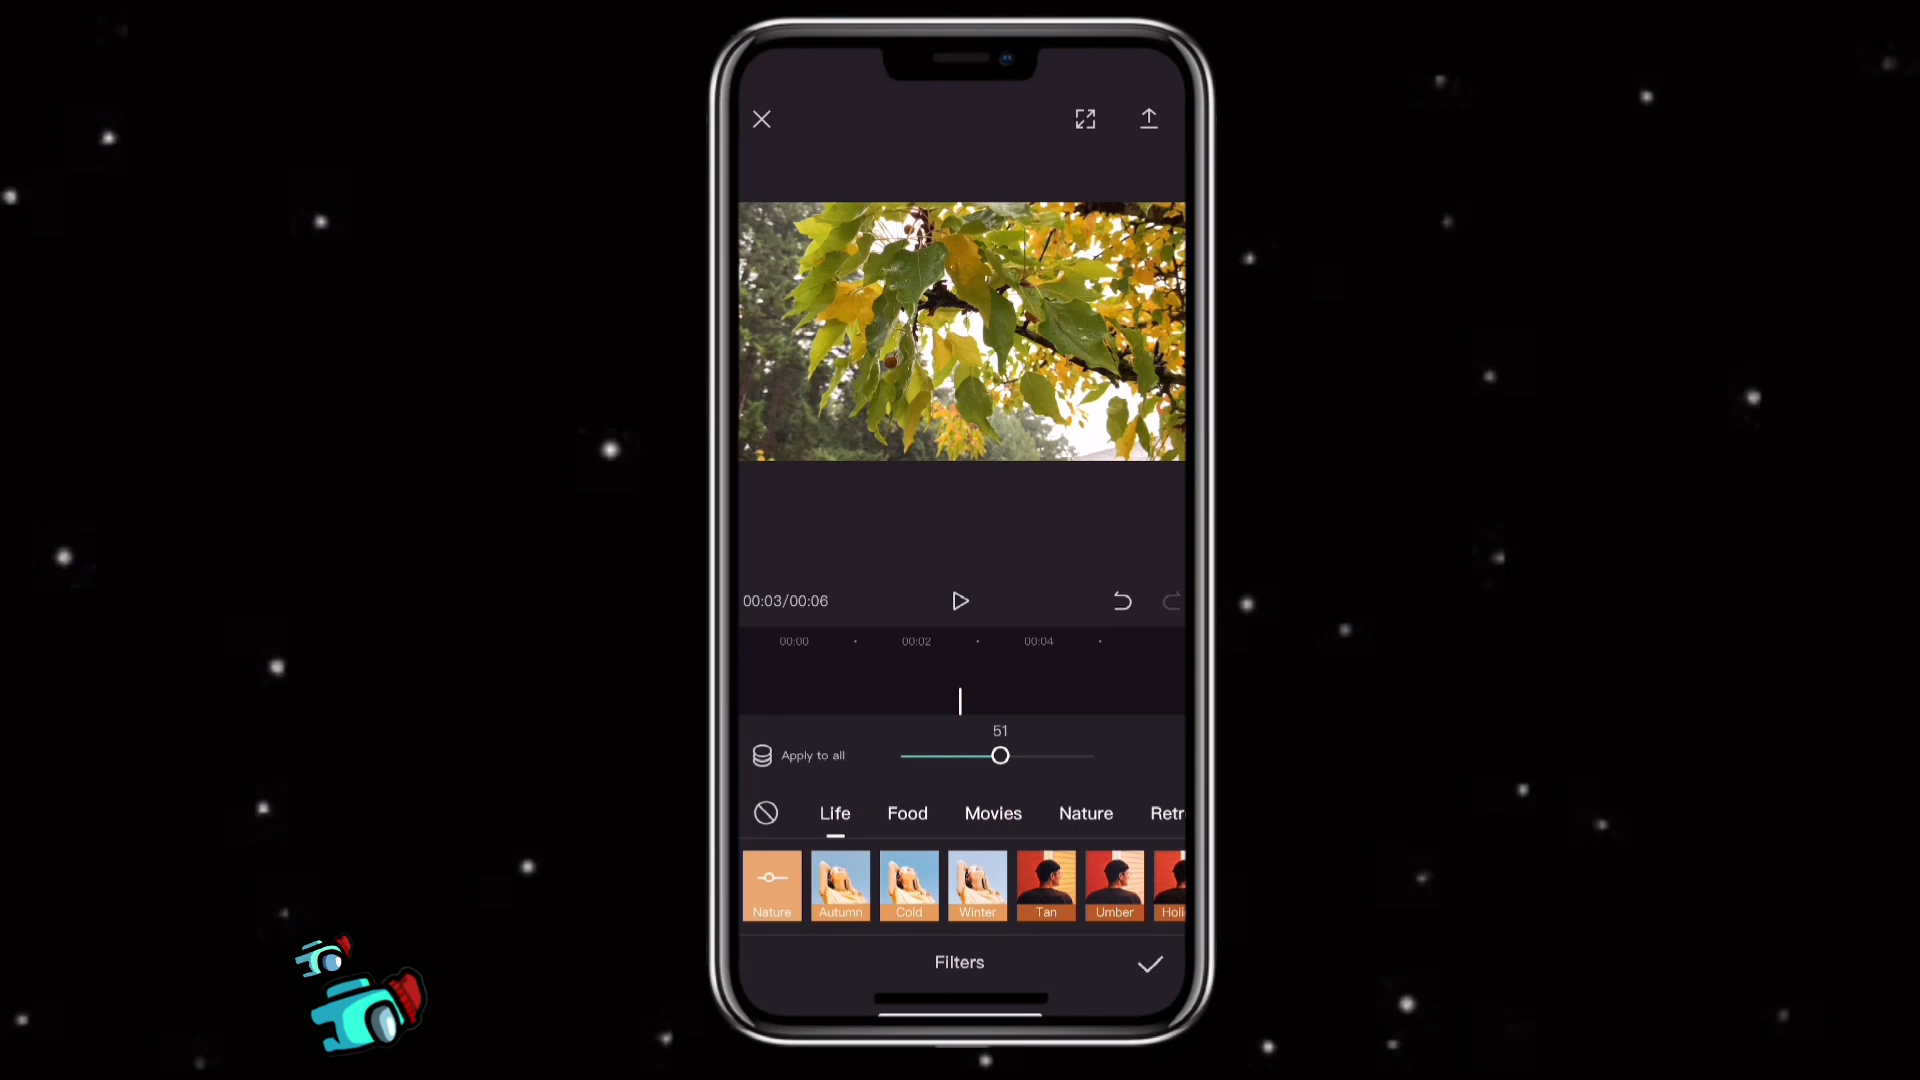 00:03/00:06
00:00 00:02 00:04
51
Apply to all
Life Food Movies Nature Retr
Nature Autumn Cold Winter Tan Umber Holi
Filters